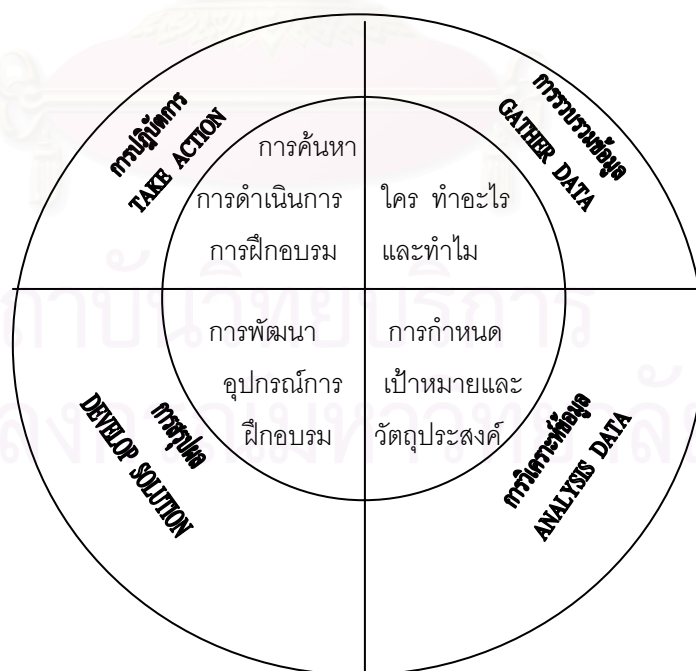 การปฏิบัติการ
TAKE ACTION
การรวบรวมข้อมูล
GATHER DATA
การค้นหา
การดำเนินการ
การฝึกอบรม
ใคร ทำอะไร
และทำไม
การพัฒนา
อุปกรณ์การ
ฝึกอบรม
การกำหนด
เป้าหมายและ
วัตถุประสงค์
การสรุปผล
DEVELOP SOLUTION
การวิเคราะห์ข้อมูล
ANALYSIS DATA